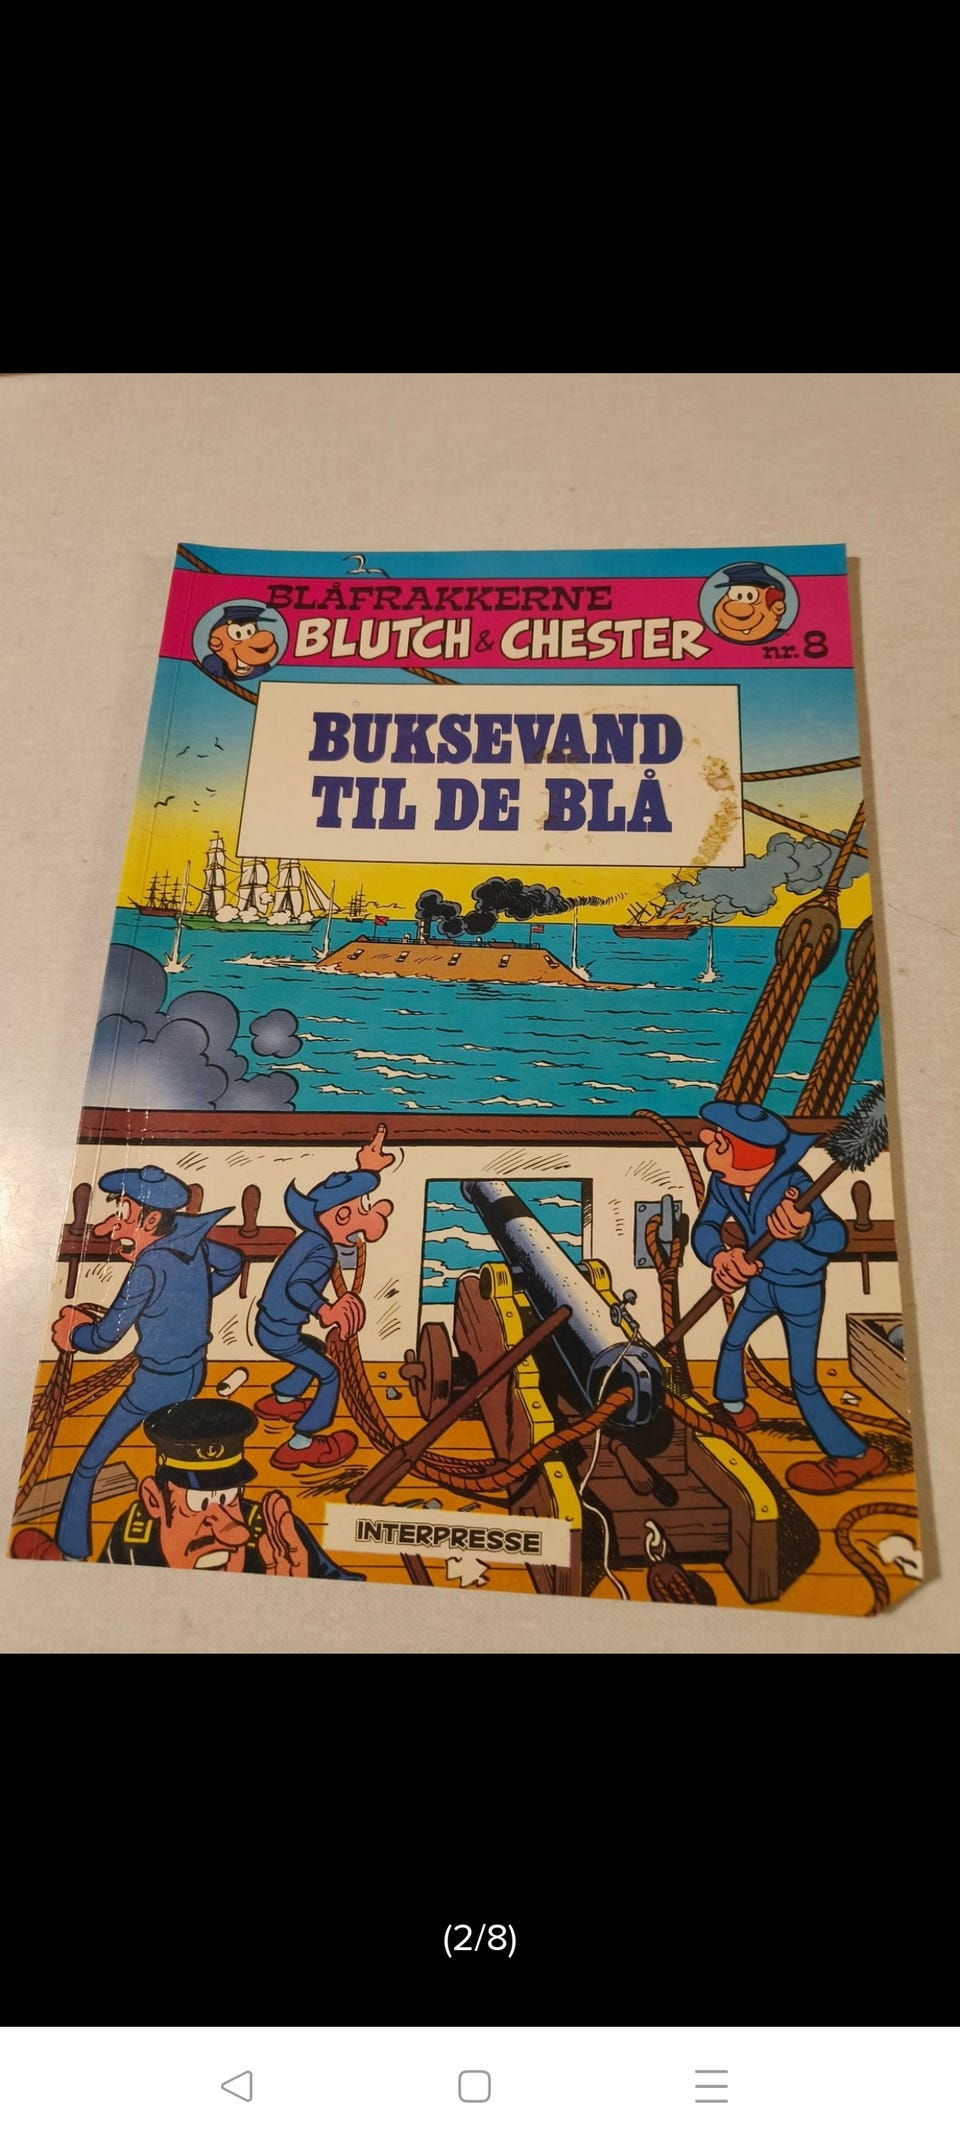 BLÅFRAKKERNE
BLUTCH & CHESTER
nr. 8
BUKSEVAND
TIL DE BLÅ
INTERPRESSE
(2/8)